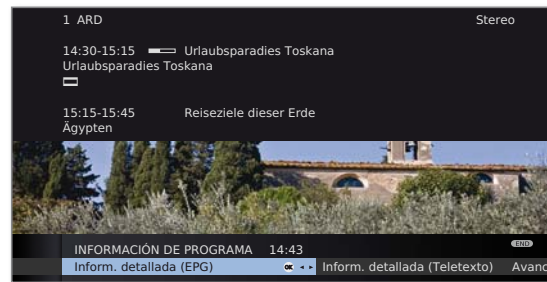 1 ARD Stereo
14:30-15:15 Urlaubsparadies Toskana
Urlaubsparadies Toskana
15:15-15:45 Reiseziele dieser Erde
Ägypten
INFORMACIÓN DE PROGRAMA 14:43 END
Inform. detallada (EPG) OK Inform. detallada (Teletexto) Avanc